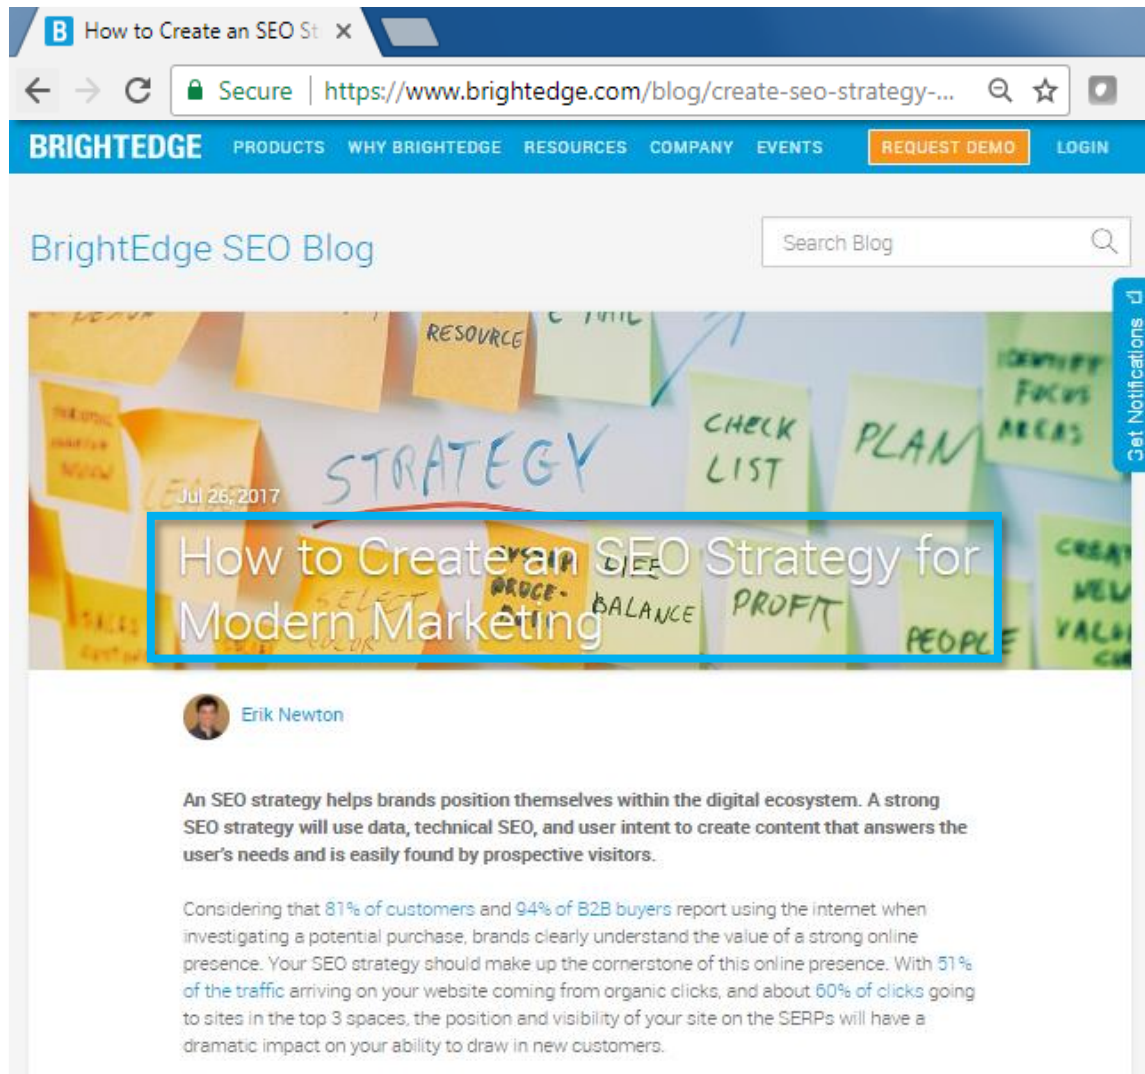 B How to Create an SEO St
Secure https://www.brightedge.com/blog/create-seo-strategy-...
BRIGHTEDGE PRODUCTS WHY BRIGHTEDGE RESOURCES COMPANY EVENTS REQUEST DEMO LOGIN
BrightEdge SEO Blog
Search Blog
Get Notifications
RESOURCE
E MAIL
IDENTIFY
FOCUS
AREAS
CHECK
LIST
PLAN
STRATEGY
LEADER
Jul 26, 2017
How to Create an SEO Strategy for
Modern Marketing
SYSTEM
LIFE
BALANCE
SELECT
COLOR
PROFIT
PEOPLE
NEW
SALES
Erik Newton
An SEO strategy helps brands position themselves within the digital ecosystem. A strong
SEO strategy will use data, technical SEO, and user intent to create content that answers the
user's needs and is easily found by prospective visitors.
Considering that 81% of customers and 94% of B2B buyers report using the internet when
investigating a potential purchase, brands clearly understand the value of a strong online
presence. Your SEO strategy should make up the cornerstone of this online presence. With 51%
of the traffic arriving on your website coming from organic clicks, and about 60% of clicks going
to sites in the top 3 spaces, the position and visibility of your site on the SERPs will have a
dramatic impact on your ability to draw in new customers.